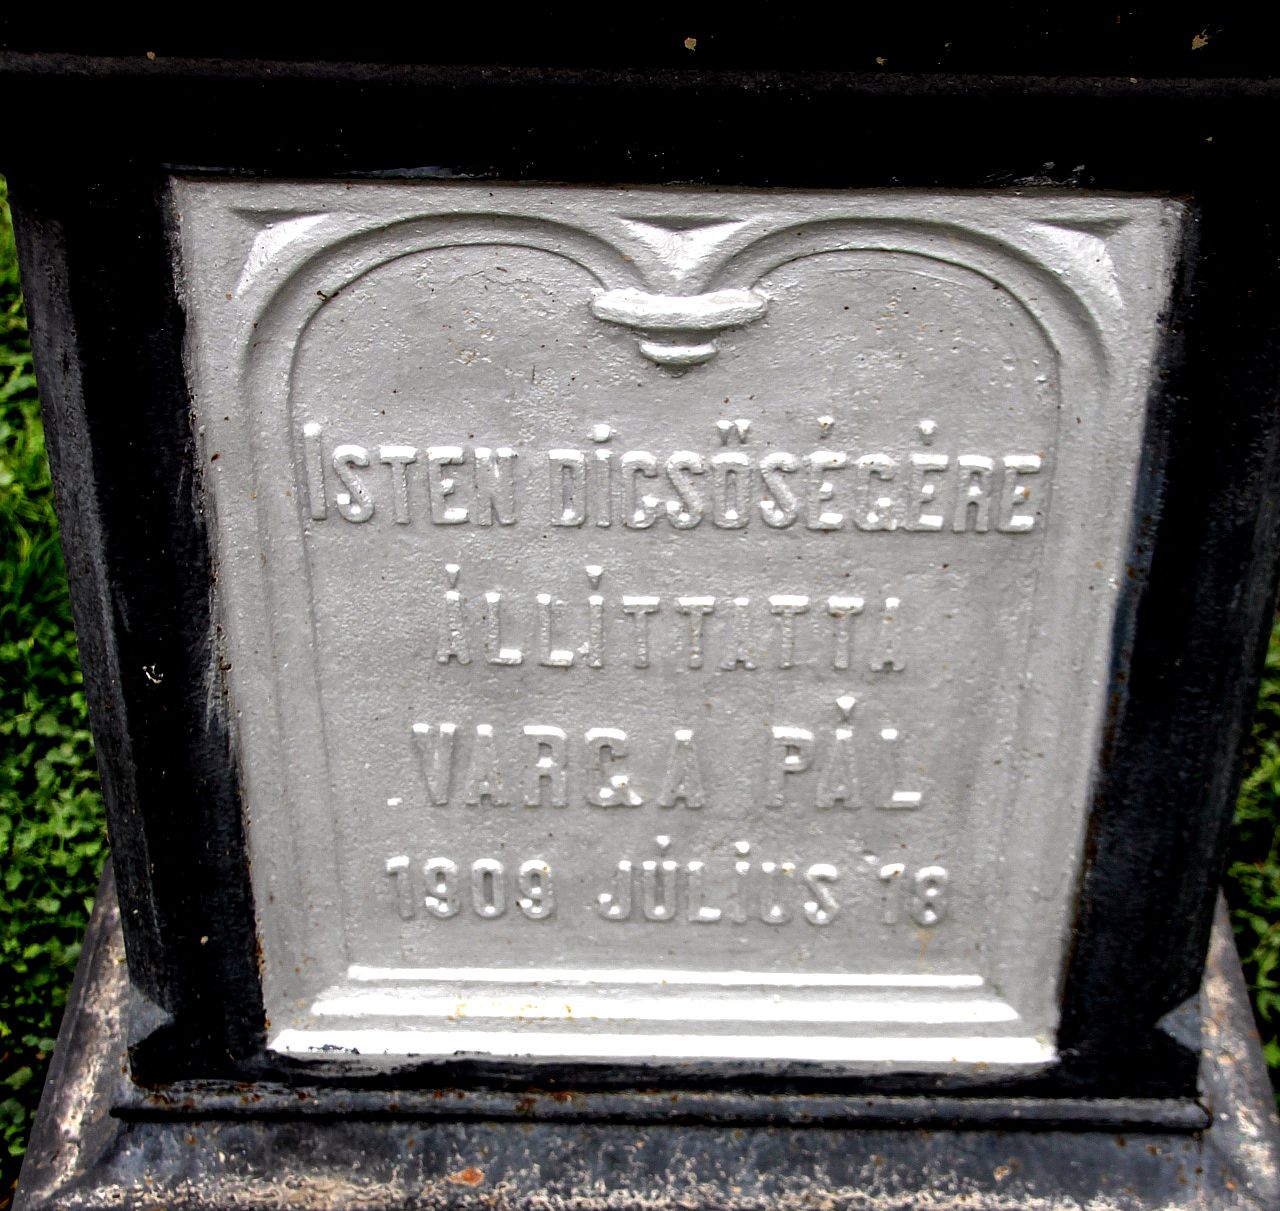 ISTEN DICSŐSÉGÉRE
ÁLLÍTTATTA
VARGA PÁL
1909 JÚLIUS 18